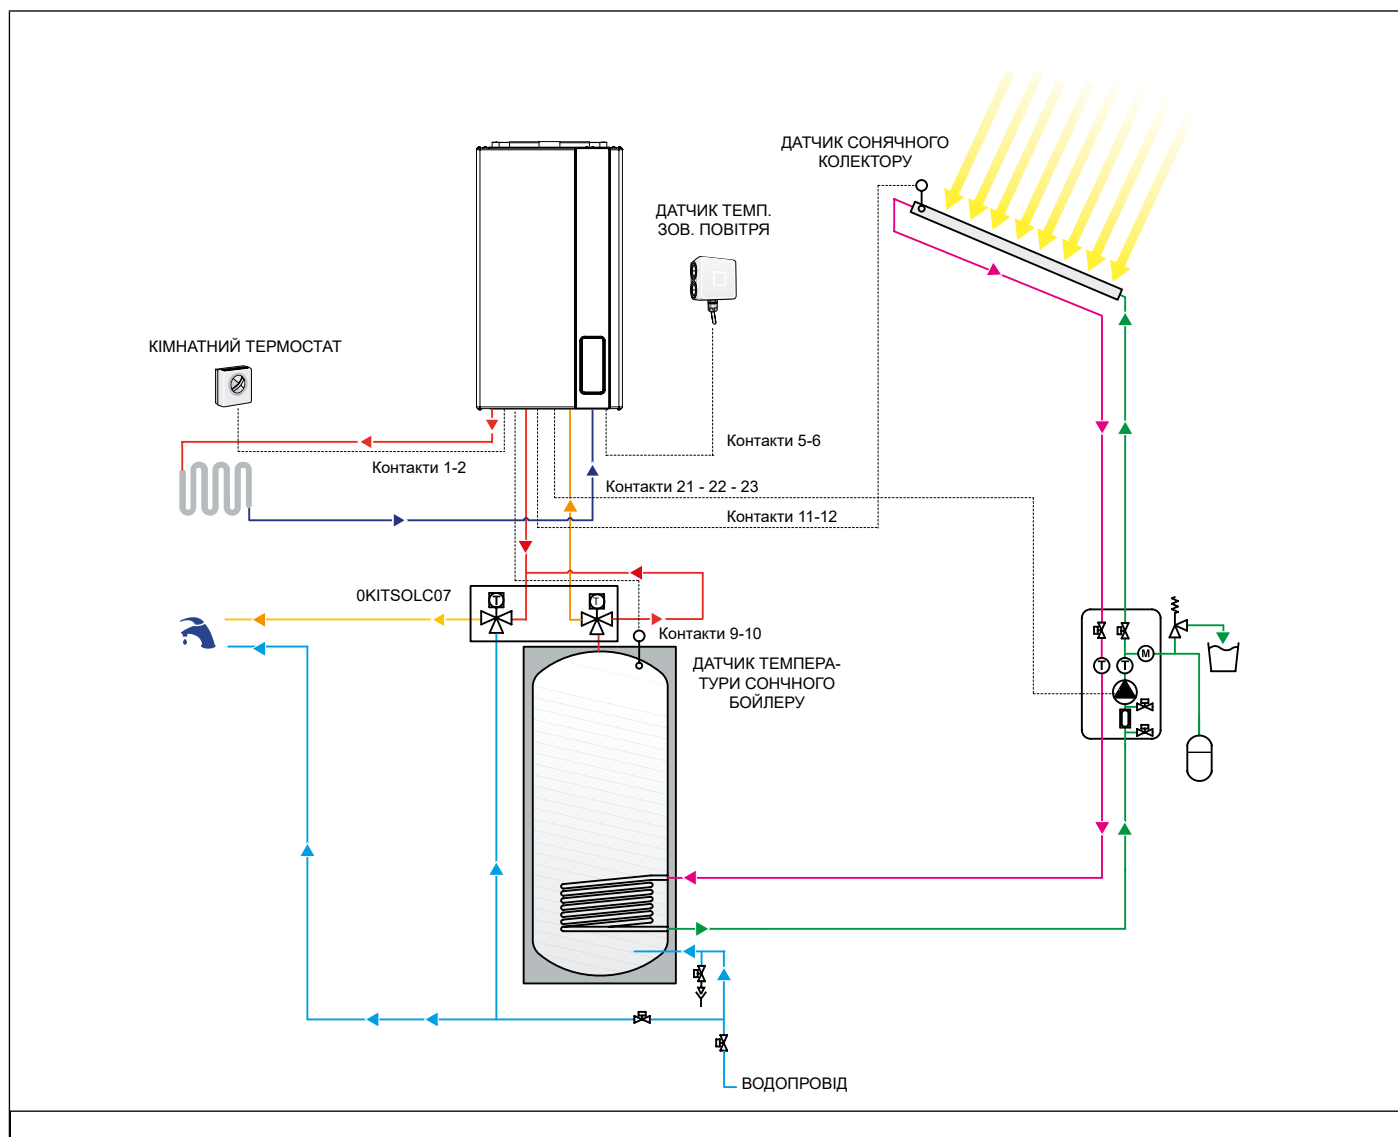 ДАТЧИК СОНЯЧНОГО
КОЛЕКТОРУ
ДАТЧИК ТЕМП.
ЗОВ. ПОВІТРЯ
КІМНАТНИЙ ТЕРМОСТАТ
Контакти 5-6
Контакти 1-2
Контакти 21 - 22 - 23
Контакти 11-12
0KITSOLC07
T
T
Контакти 9-10
ДАТЧИК ТЕМПЕРА-
ТУРИ СОНЧНОГО
БОЙЛЕРУ
M
T
T
ВОДОПРОВІД